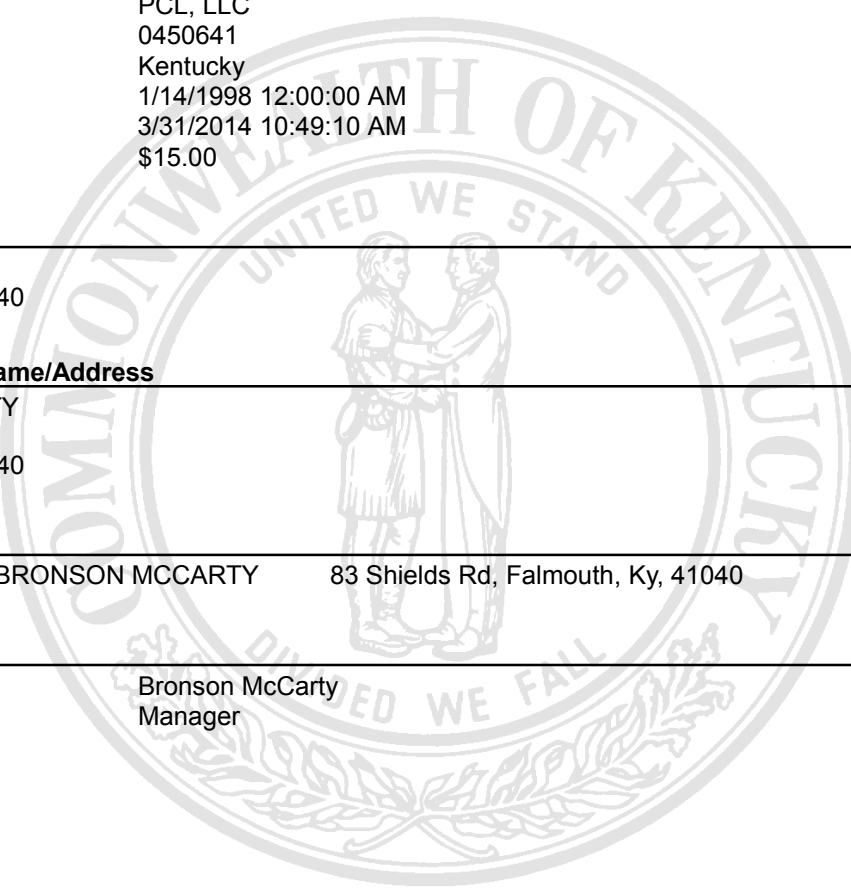 PCL, LLC
0450641
Kentucky
1/14/1998 12:00:00 AM
3/31/2014 10:49:10 AM
$15.00
40
ame/Address
TY
40
BRONSON MCCARTY 83 Shields Rd, Falmouth, Ky, 41040
Bronson McCarty
Manager
COMMONWEALTH OF KENTUCKY
UNITED WE STAND
DIVIDED WE FALL